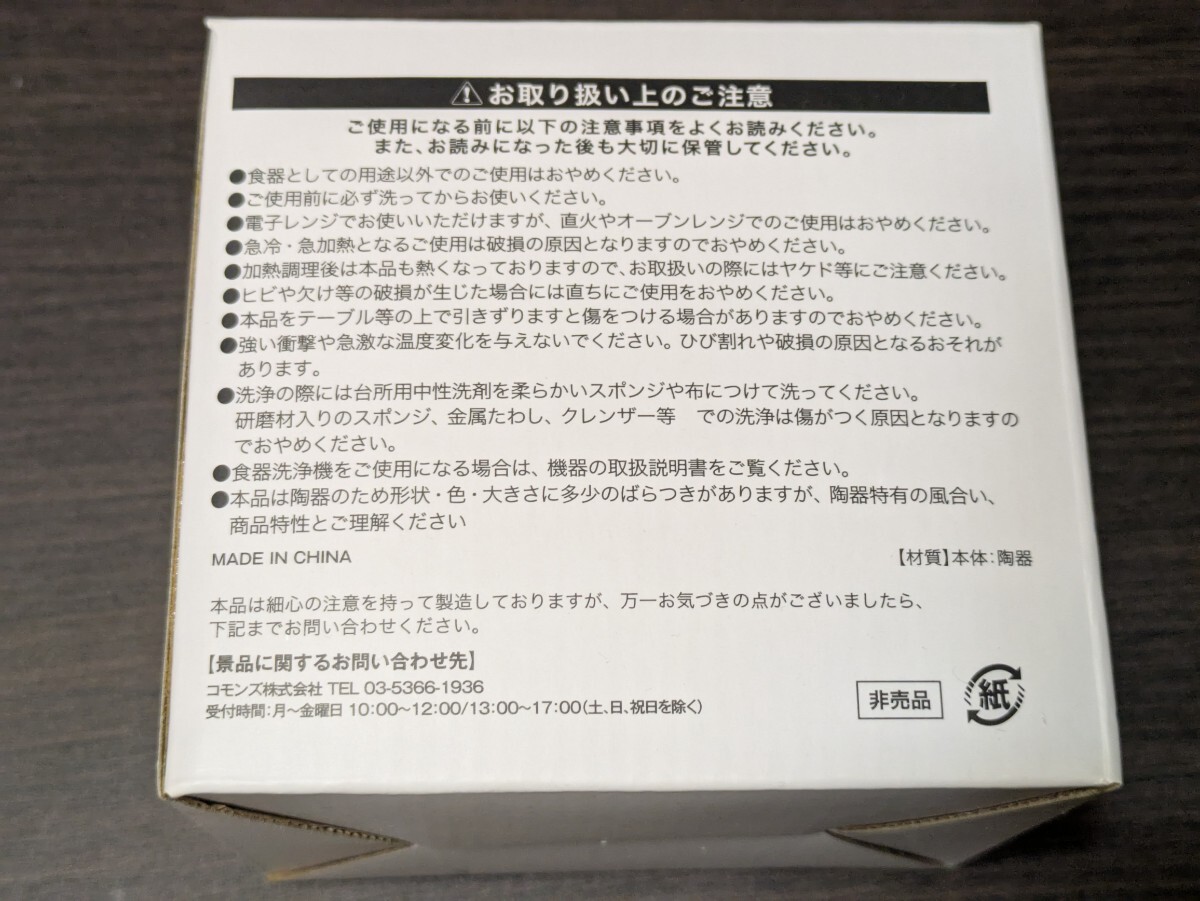 ⚠お取り扱い上のご注意
ご使用になる前に以下の注意事項をよくお読みください。
また、お読みになった後も大切に保管してください。
●食器としての用途以外でのご使用はおやめください。
●ご使用前に必ず洗ってからお使いください。
●電子レンジでお使いいただけますが、直火やオーブンレンジでのご使用はおやめください。
●急冷・急加熱となるご使用は破損の原因となりますのでおやめください。
●加熱調理後は本品も熱くなっておりますので、お取扱いの際にはヤケド等にご注意ください。
●ヒビや欠け等の破損が生じた場合には直ちにご使用をおやめください。
●本品をテーブル等の上で引きずりますと傷をつける場合がありますのでおやめください。
●強い衝撃や急激な温度変化を与えないでください。ひび割れや破損の原因となるおそれが
あります。
●洗浄の際には台所用中性洗剤を柔らかいスポンジや布につけて洗ってください。
研磨材入りのスポンジ、金属たわし、クレンザー等　での洗浄は傷がつく原因となりますの
でおやめください。
●食器洗浄機をご使用になる場合は、機器の取扱説明書をご覧ください。
●本品は陶器のため形状・色・大きさに多少のばらつきがありますが、陶器特有の風合い、
商品特性とご理解ください
MADE IN CHINA
【材質】本体：陶器
本品は細心の注意を持って製造しておりますが、万一お気づきの点がございましたら、
下記までお問い合わせください。
【景品に関するお問い合わせ先】
コモンズ株式会社 TEL 03-5366-1936
受付時間：月〜金曜日 10:00〜12:00/13:00〜17:00（土、日、祝日を除く）
非売品
紙